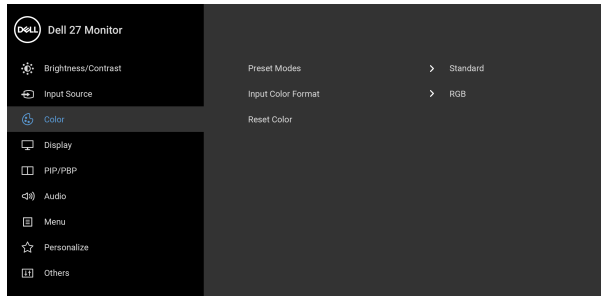 DELL Dell 27 Monitor
Brightness/Contrast
Preset Modes Standard
Input Source
Input Color Format RGB
Color
Reset Color
Display
PIP/PBP
Audio
Menu
Personalize
Others